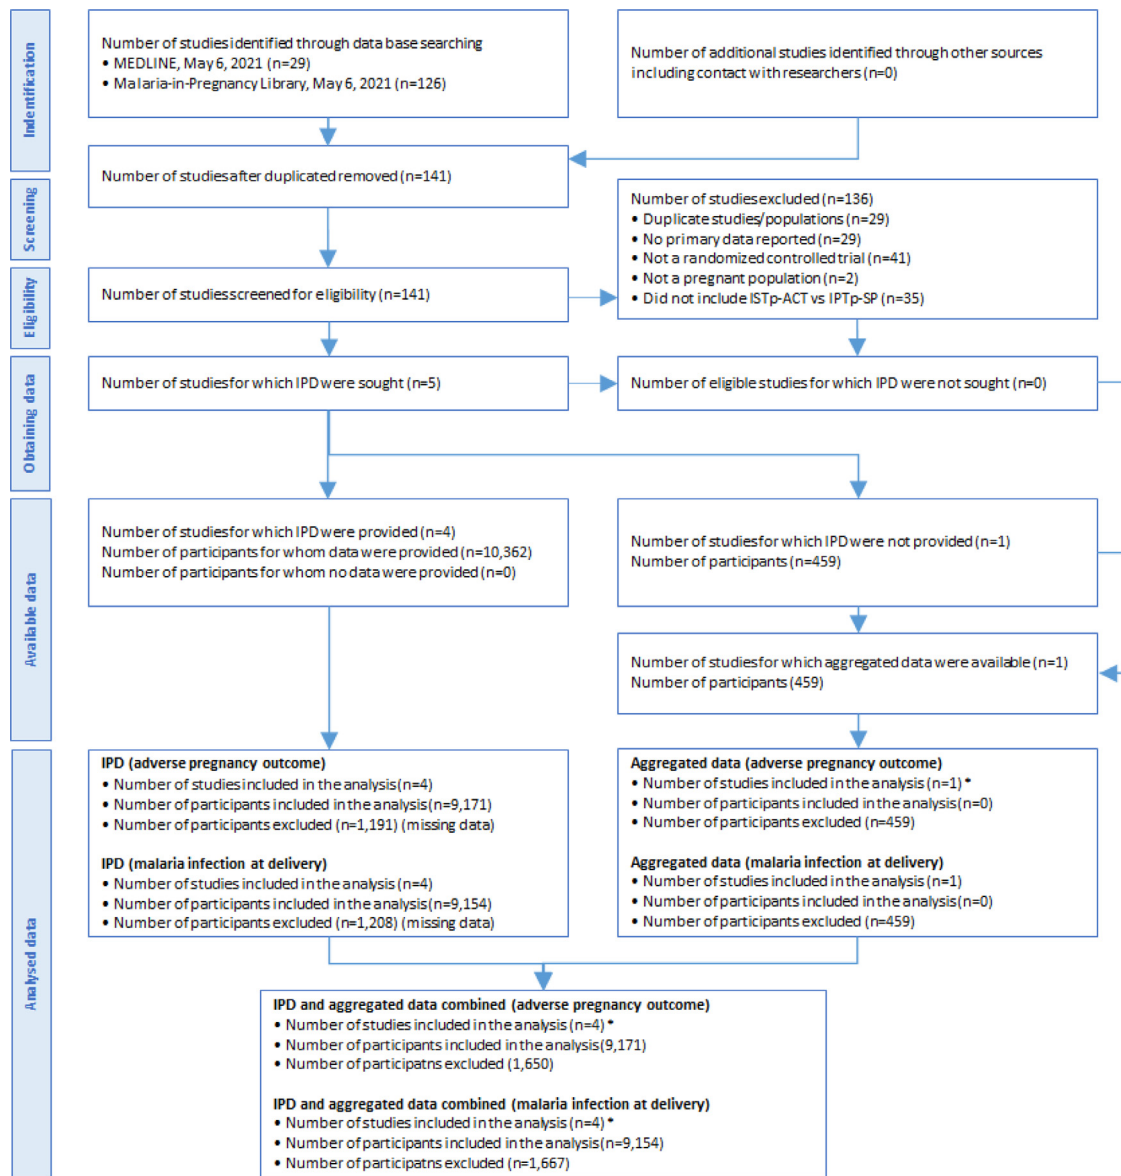 Indentification
Number of studies identified through data base searching
• MEDLINE, May 6, 2021 (n=29)
• Malaria-in-Pregnancy Library, May 6, 2021 (n=126)
Number of additional studies identified through other sources
including contact with researchers (n=0)
Number of studies after duplicated removed (n=141)
Screening
Number of studies excluded (n=136)
• Duplicate studies/populations (n=29)
• No primary data reported (n=29)
• Not a randomized controlled trial (n=41)
• Not a pregnant population (n=2)
• Did not include ISTp-ACT vs IPTp-SP (n=35)
Eligibility
Number of studies screened for eligibility (n=141)
Obtaining data
Number of studies for which IPD were sought (n=5)
Number of eligible studies for which IPD were not sought (n=0)
Available data
Number of studies for which IPD were provided (n=4)
Number of participants for whom data were provided (n=10,362)
Number of participants for whom no data were provided (n=0)
Number of studies for which IPD were not provided (n=1)
Number of participants (n=459)
Number of studies for which aggregated data were available (n=1)
Number of participants (459)
Analysed data
IPD (adverse pregnancy outcome)
• Number of studies included in the analysis (n=4)
• Number of participants included in the analysis (n=9,171)
• Number of participants excluded (n=1,191) (missing data)
IPD (malaria infection at delivery)
• Number of studies included in the analysis (n=4)
• Number of participants included in the analysis (n=9,154)
• Number of participants excluded (n=1,208) (missing data)
Aggregated data (adverse pregnancy outcome)
• Number of studies included in the analysis (n=1) *
• Number of participants included in the analysis (n=0)
• Number of participants excluded (n=459)
Aggregated data (malaria infection at delivery)
• Number of studies included in the analysis (n=1)
• Number of participants included in the analysis (n=0)
• Number of participants excluded (n=459)
IPD and aggregated data combined (adverse pregnancy outcome)
• Number of studies included in the analysis (n=4) *
• Number of participants included in the analysis (9,171)
• Number of participatns excluded (1,650)
IPD and aggregated data combined (malaria infection at delivery)
• Number of studies included in the analysis (n=4) *
• Number of participants included in the analysis (n=9,154)
• Number of participatns excluded (n=1,667)